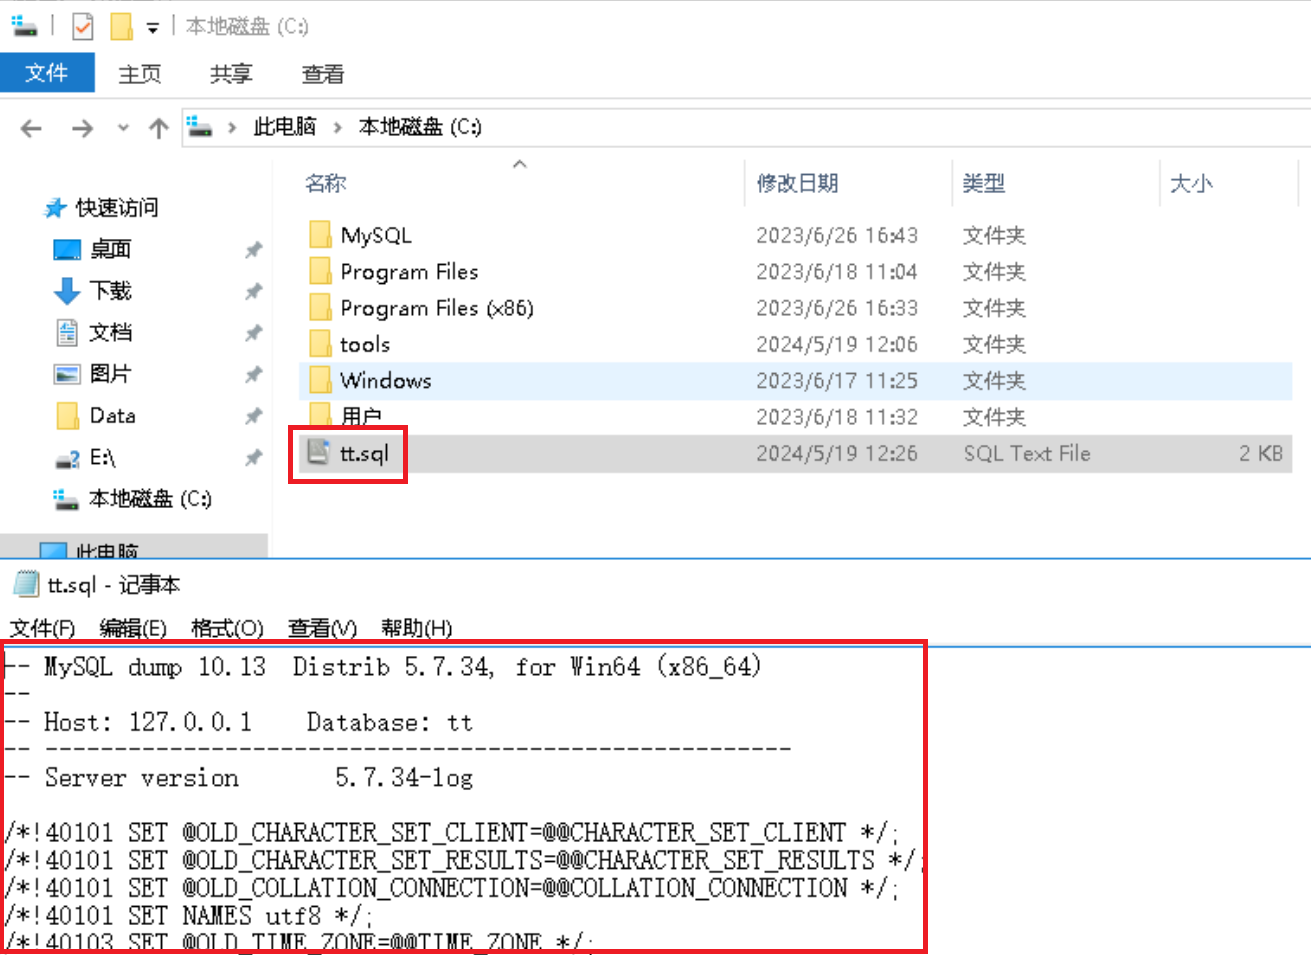 本地磁盘 (C:)
文件 主页 共享 查看
此电脑 本地磁盘 (C:)
名称 修改日期 类型 大小
快速访问
桌面
下载
文档
图片
Data
E:\
本地磁盘 (C:)
此电脑
MySQL 2023/6/26 16:43 文件夹
Program Files 2023/6/18 11:04 文件夹
Program Files (x86) 2023/6/26 16:33 文件夹
tools 2024/5/19 12:06 文件夹
Windows 2023/6/17 11:25 文件夹
用户 2023/6/18 11:32 文件夹
tt.sql 2024/5/19 12:26 SQL Text File 2 KB
tt.sql - 记事本
文件(F) 编辑(E) 格式(O) 查看(V) 帮助(H)
-- MySQL dump 10.13  Distrib 5.7.34, for Win64 (x86_64)
--
-- Host: 127.0.0.1    Database: tt
-- ------------------------------------------------------
-- Server version       5.7.34-log
/*!40101 SET @OLD_CHARACTER_SET_CLIENT=@@CHARACTER_SET_CLIENT */;
/*!40101 SET @OLD_CHARACTER_SET_RESULTS=@@CHARACTER_SET_RESULTS */;
/*!40101 SET @OLD_COLLATION_CONNECTION=@@COLLATION_CONNECTION */;
/*!40101 SET NAMES utf8 */;
/*!40103 SET @OLD_TIME_ZONE=@@TIME_ZONE */;